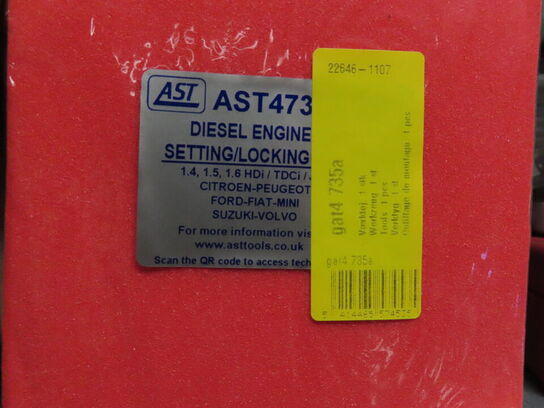 AST AST473
DIESEL ENGINE
SETTING/LOCKING
1.4, 1.5, 1.6 HDi / TDCi /
CITROEN-PEUGEOT
FORD-FIAT-MINI
SUZUKI-VOLVO
For more information vis
www.asttools.co.uk
Scan the QR code to access tech
22646-1107
gat4 735a
Værktøj 1 stk
Werkzeug 1 st
Tools 1 pcs
Verktyg 1 st
Outillage de montage 1 pcs
gat4 735a